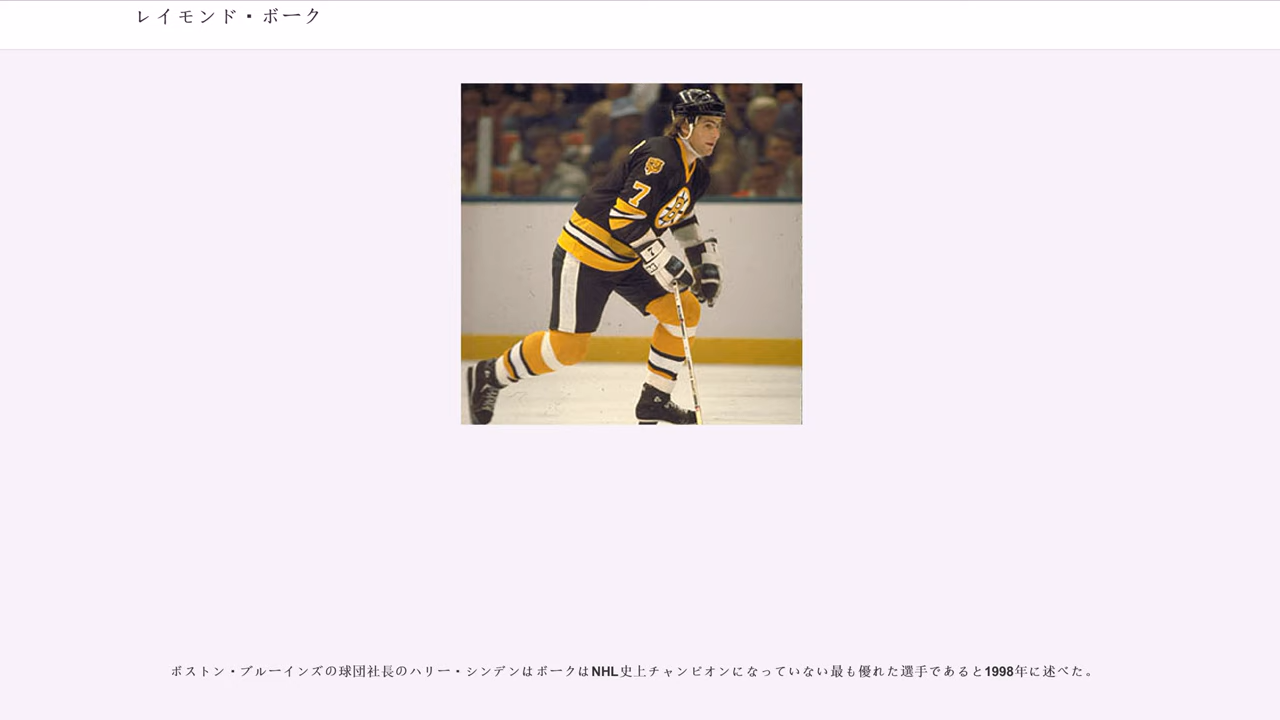 レイモンド・ボーク
7
B
7
ボストン・ブルーインズの球団社長のハリー・シンデンはボークはNHL史上チャンピオンになっていない最も優れた選手であると1998年に述べた。